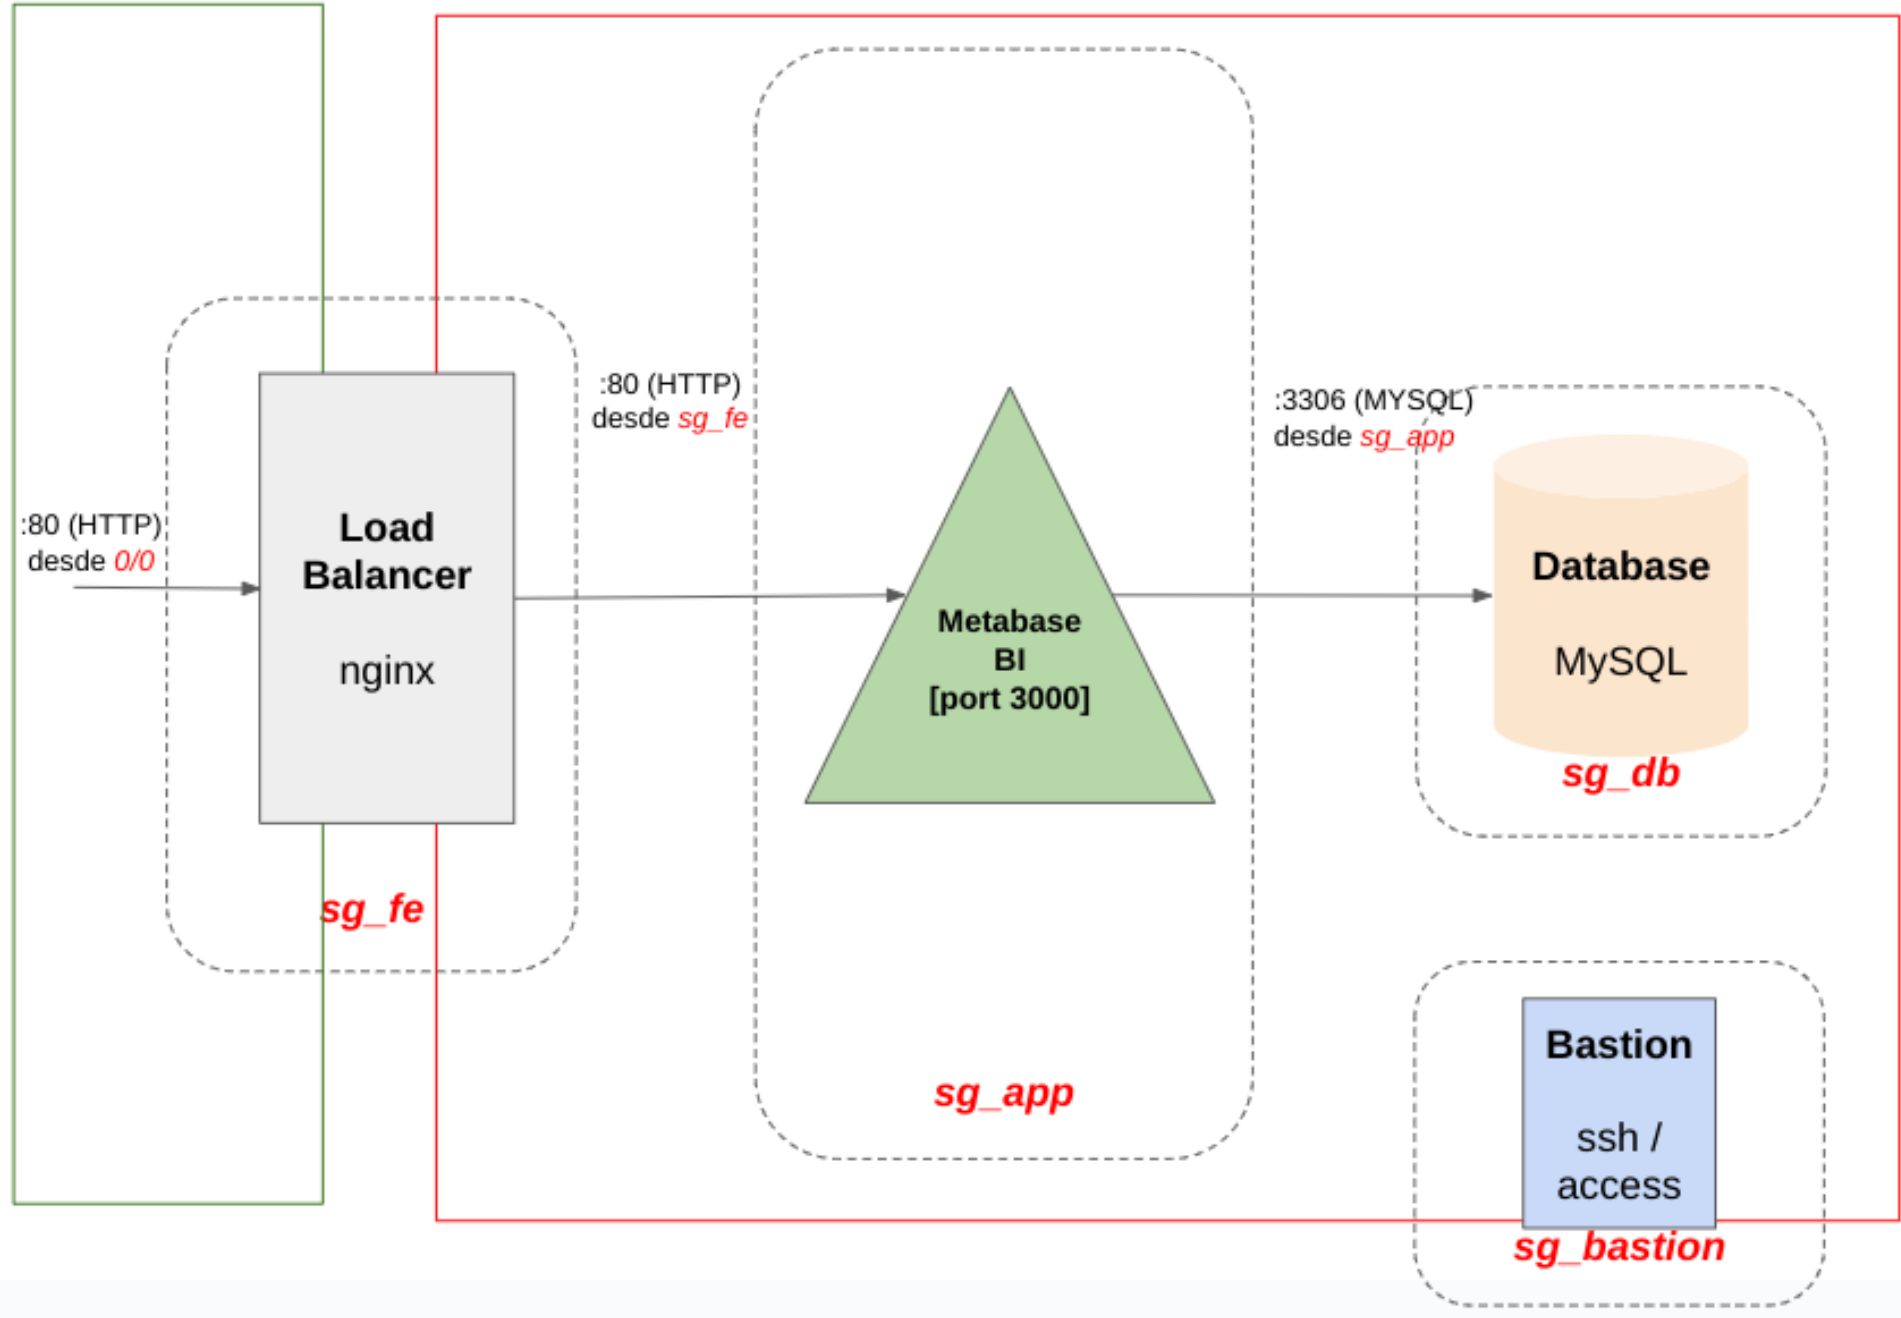 :80 (HTTP)
desde 0/0
Load
Balancer
nginx
sg_fe
:80 (HTTP)
desde sg_fe
Metabase
BI
[port 3000]
sg_app
:3306 (MYSQL)
desde sg_app
Database
MySQL
sg_db
Bastion
ssh /
access
sg_bastion